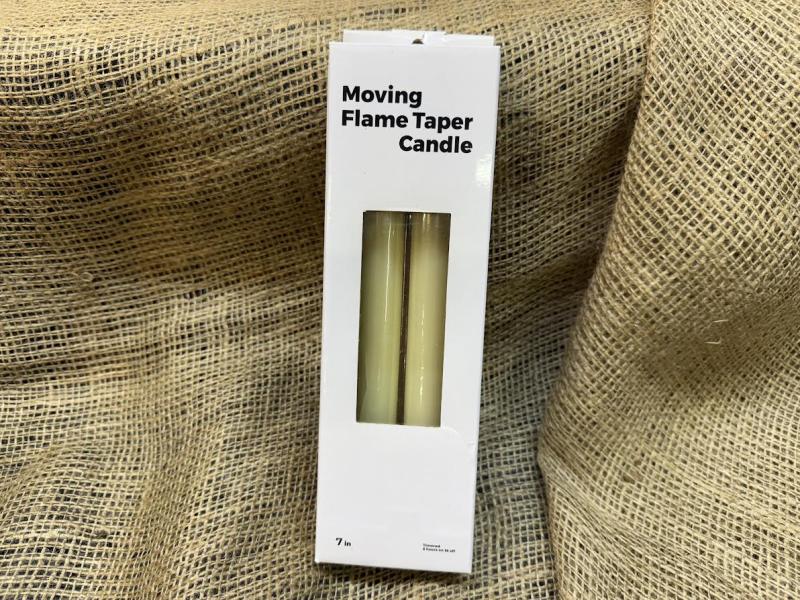 Moving
Flame Taper
Candle
7 in